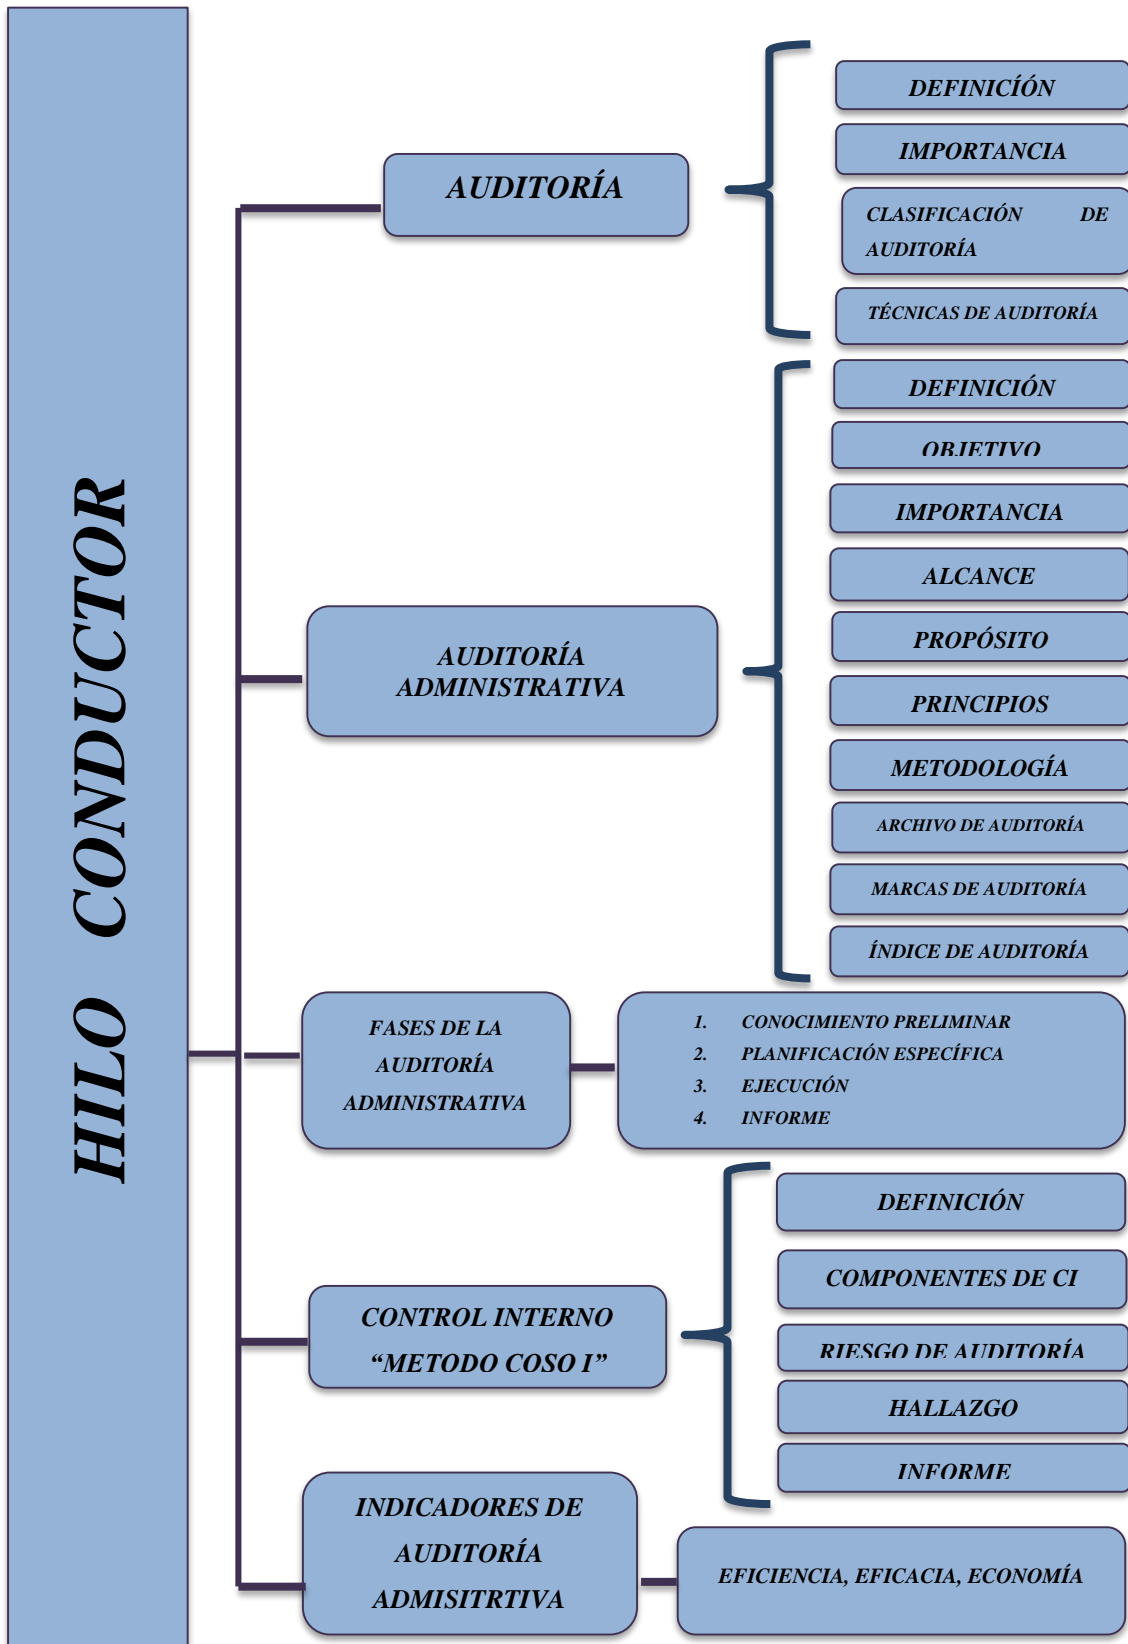 HILO CONDUCTOR
AUDITORÍA
DEFINICÍÓN
IMPORTANCIA
CLASIFICACIÓN DE
AUDITORÍA
TÉCNICAS DE AUDITORÍA
AUDITORÍA
ADMINISTRATIVA
DEFINICIÓN
OBJETIVO
IMPORTANCIA
ALCANCE
PROPÓSITO
PRINCIPIOS
METODOLOGÍA
ARCHIVO DE AUDITORÍA
MARCAS DE AUDITORÍA
ÍNDICE DE AUDITORÍA
FASES DE LA
AUDITORÍA
ADMINISTRATIVA
1. CONOCIMIENTO PRELIMINAR
2. PLANIFICACIÓN ESPECÍFICA
3. EJECUCIÓN
4. INFORME
CONTROL INTERNO
“METODO COSO I”
DEFINICIÓN
COMPONENTES DE CI
RIESGO DE AUDITORÍA
HALLAZGO
INFORME
INDICADORES DE
AUDITORÍA
ADMISITRTIVA
EFICIENCIA, EFICACIA, ECONOMÍA